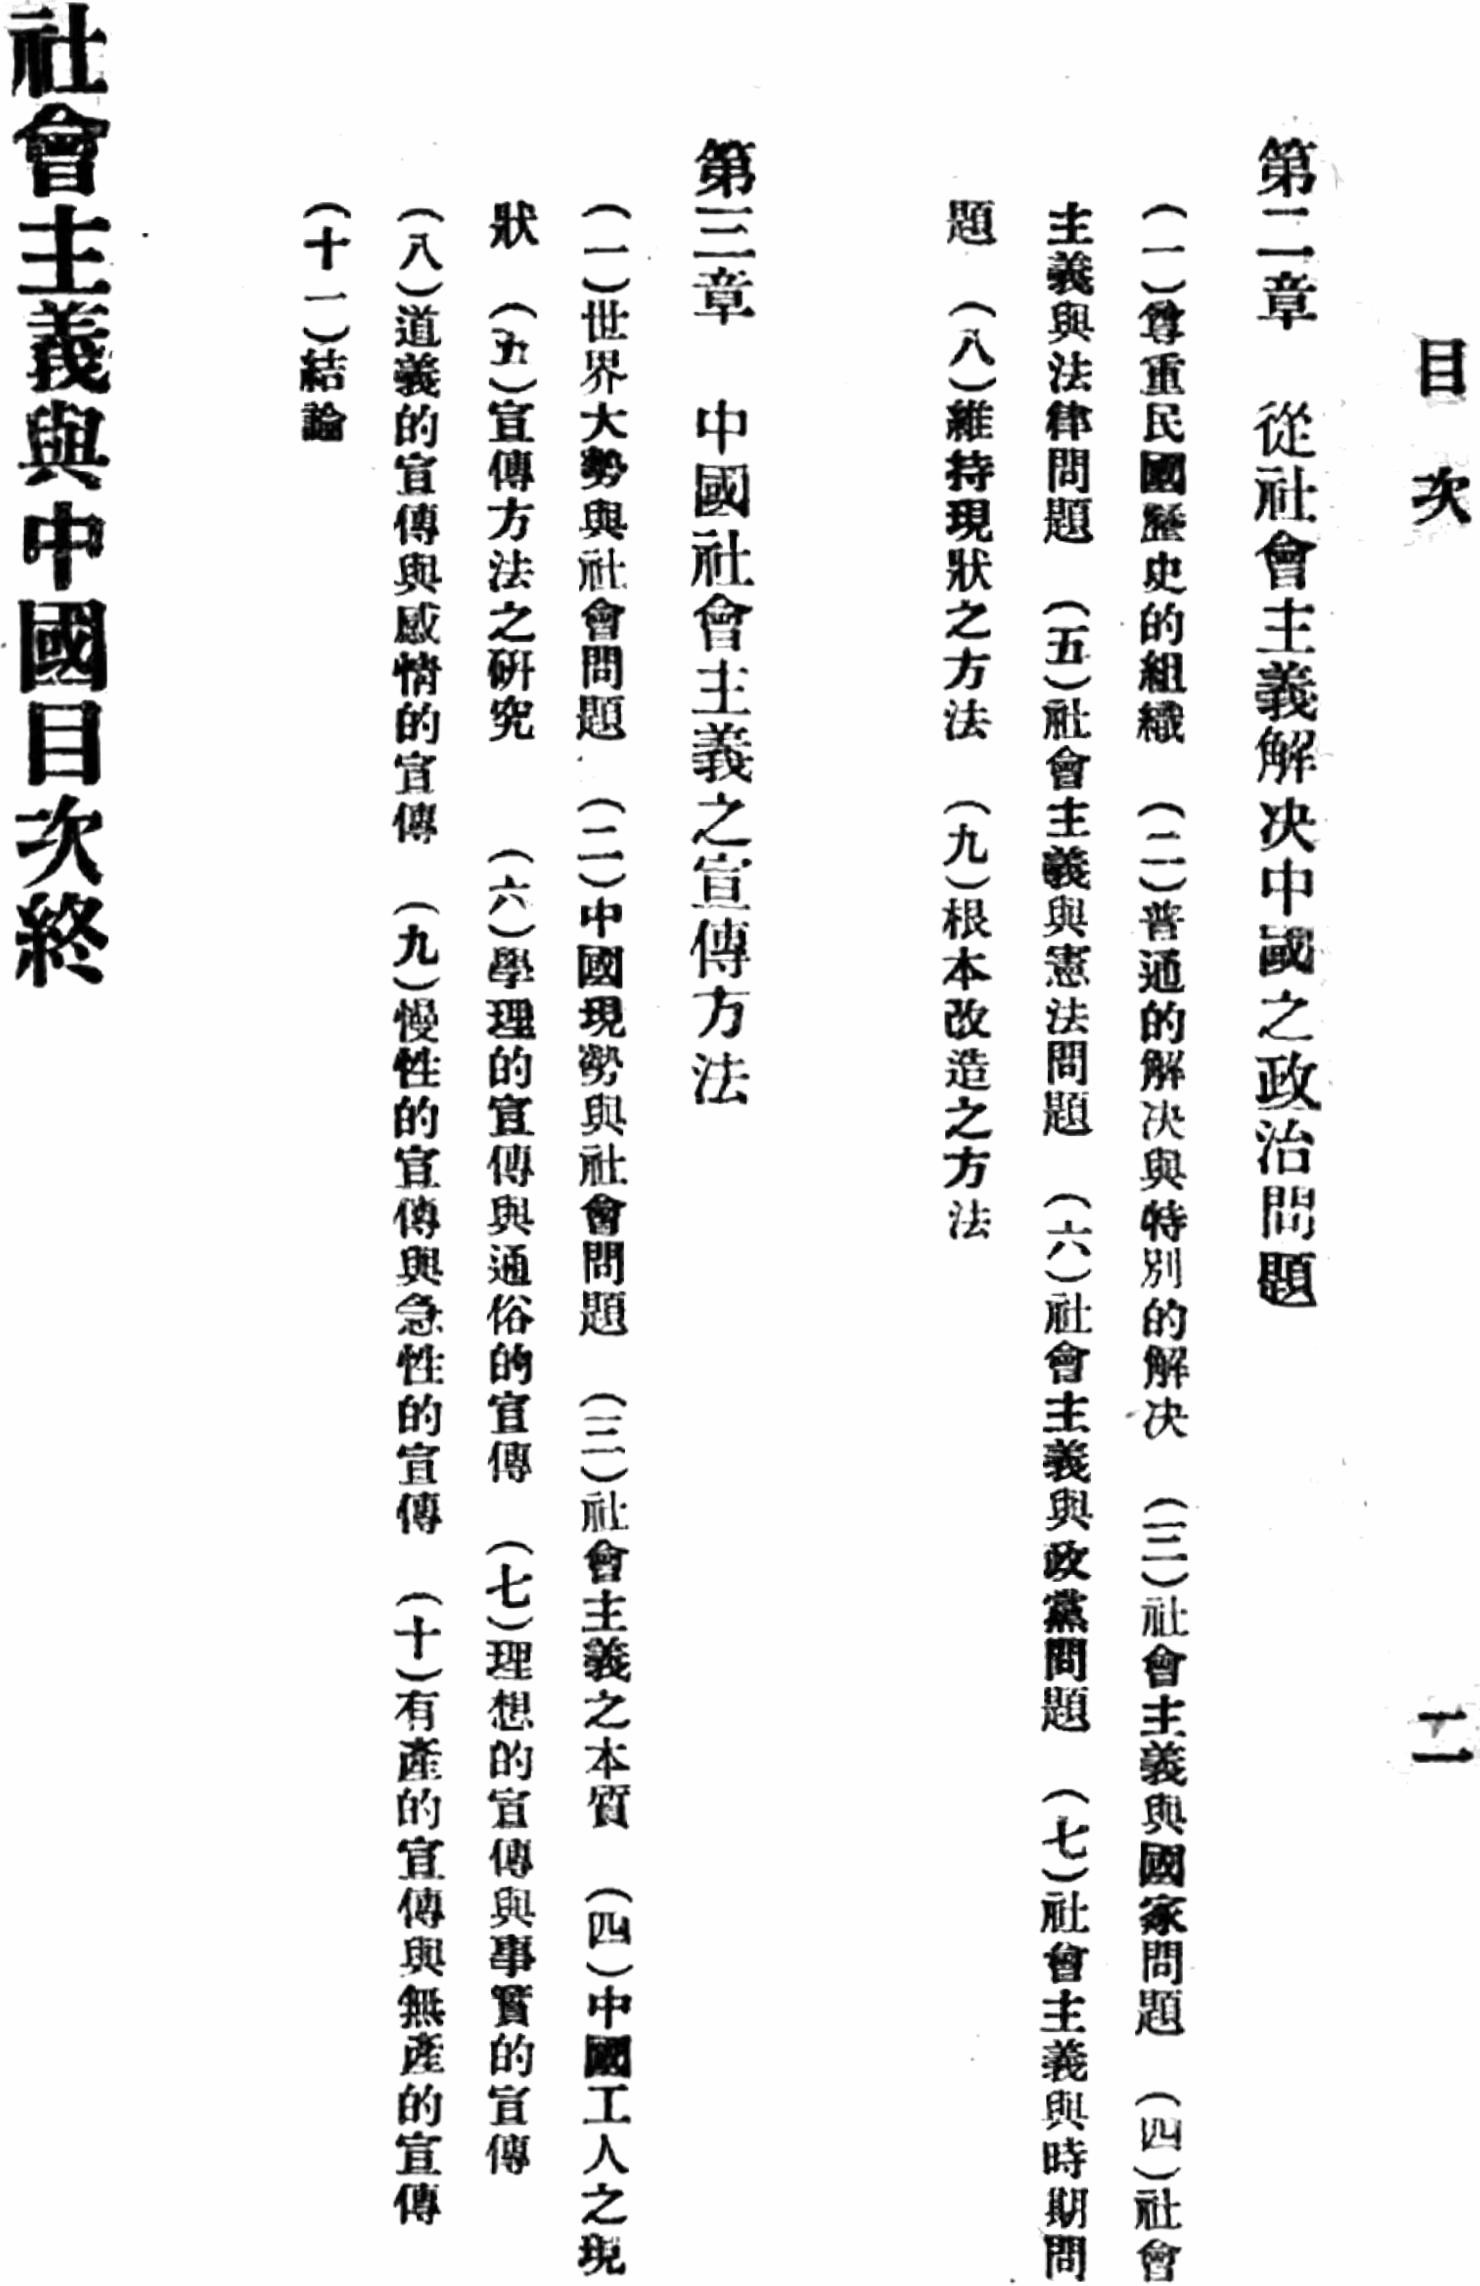 目次　二
第二章　從社會主義解決中國之政治問題
（一）尊重民國歷史的組織　（二）普通的解決與特別的解決　（三）社會主義與國家問題　（四）社會
主義與法律問題　（五）社會主義與憲法問題　（六）社會主義與政黨問題　（七）社會主義與時期問
題　（八）維持現狀之方法　（九）根本改造之方法
第三章　中國社會主義之宣傳方法
（一）世界大勢與社會問題　（二）中國現勢與社會問題　（三）社會主義之本質　（四）中國工人之現
狀　（五）宣傳方法之研究　（六）學理的宣傳與通俗的宣傳　（七）理想的宣傳與事實的宣傳
（八）道義的宣傳與感情的宣傳　（九）慢性的宣傳與急性的宣傳　（十）有產的宣傳與無產的宣傳
（十一）結論
社會主義與中國目次終